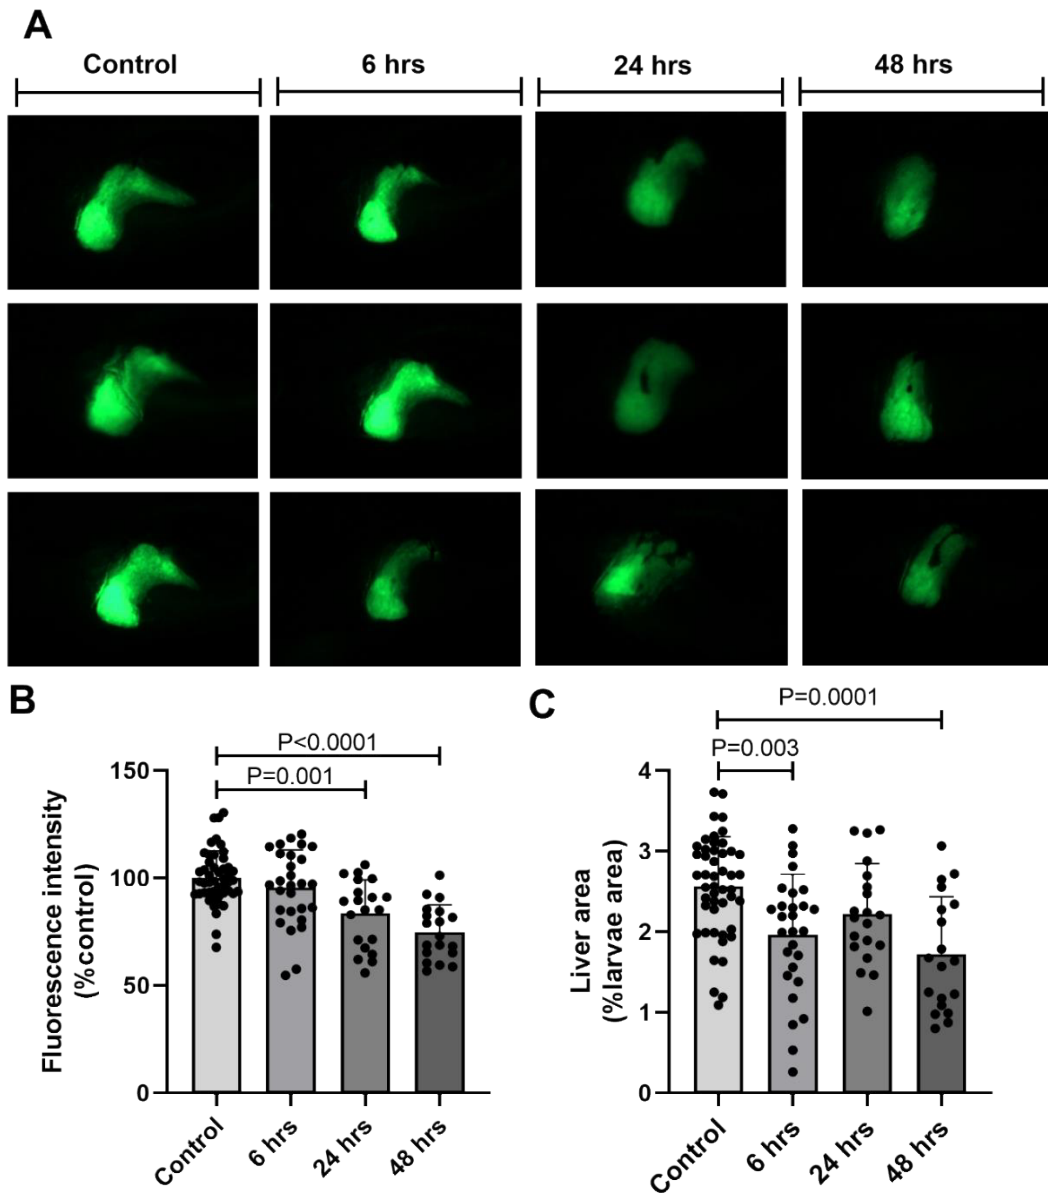 A
Control 6 hrs 24 hrs 48 hrs
B
P<0.0001
P=0.001
150
100
50
0
Fluorescence intensity
(%control)
Control
6 hrs
24 hrs
48 hrs
C
P=0.0001
P=0.003
4
3
2
1
0
Liver area
(%larvae area)
Control
6 hrs
24 hrs
48 hrs